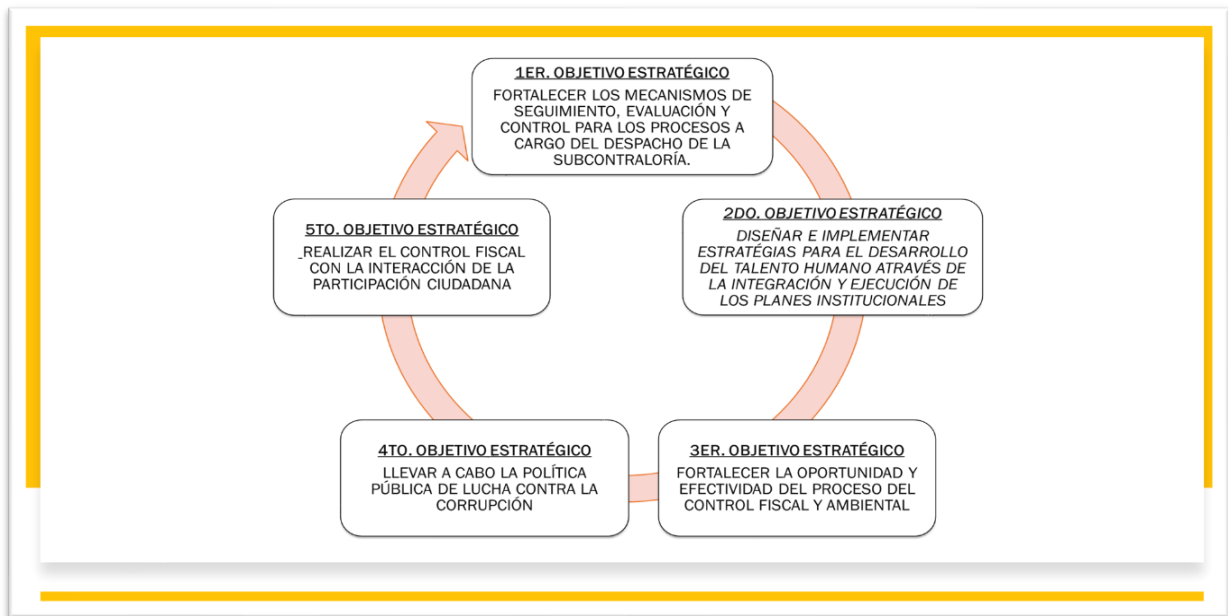 1ER. OBJETIVO ESTRATÉGICO
FORTALECER LOS MECANISMOS DE
SEGUIMIENTO, EVALUACIÓN Y
CONTROL PARA LOS PROCESOS A
CARGO DEL DESPACHO DE LA
SUBCONTRALORÍA.
2DO. OBJETIVO ESTRATÉGICO
DISEÑAR E IMPLEMENTAR
ESTRATÉGIAS PARA EL DESARROLLO
DEL TALENTO HUMANO ATRAVÉS DE
LA INTEGRACIÓN Y EJECUCIÓN DE
LOS PLANES INSTITUCIONALES
3ER. OBJETIVO ESTRATÉGICO
FORTALECER LA OPORTUNIDAD Y
EFECTIVIDAD DEL PROCESO DEL
CONTROL FISCAL Y AMBIENTAL
4TO. OBJETIVO ESTRATÉGICO
LLEVAR A CABO LA POLÍTICA
PÚBLICA DE LUCHA CONTRA LA
CORRUPCIÓN
5TO. OBJETIVO ESTRATÉGICO
REALIZAR EL CONTROL FISCAL
CON LA INTERACCIÓN DE LA
PARTICIPACIÓN CIUDADANA